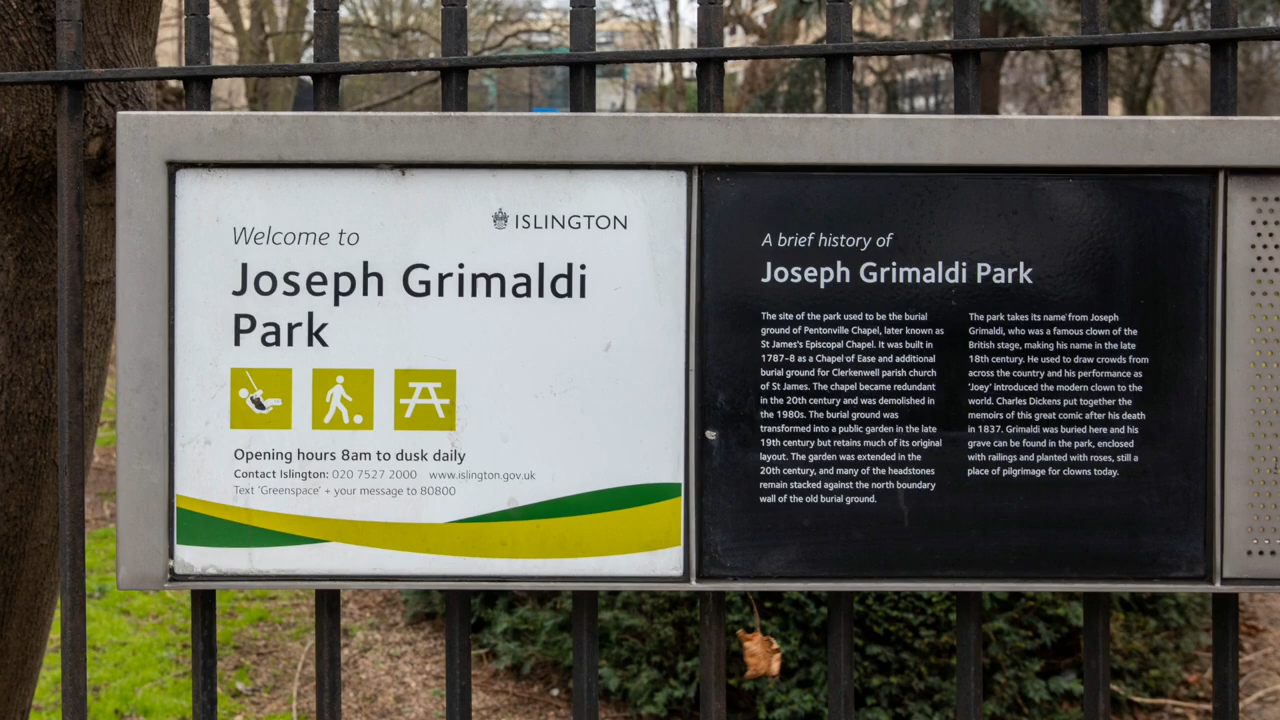 ISLINGTON
Welcome to
Joseph Grimaldi
Park
Opening hours 8am to dusk daily
Contact Islington: 020 7527 2000 www.islington.gov.uk
Text 'Greenspace' + your message to 80800
A brief history of
Joseph Grimaldi Park
The site of the park used to be the burial
ground of Pentonville Chapel, later known as
St James's Episcopal Chapel. It was built in
1787-8 as a Chapel of Ease and additional
burial ground for Clerkenwell parish church
of St James. The chapel became redundant
in the 20th century and was demolished in
the 1980s. The burial ground was
transformed into a public garden in the late
19th century but retains much of its original
layout. The garden was extended in the
20th century, and many of the headstones
remain stacked against the north boundary
wall of the old burial ground.
The park takes its name from Joseph
Grimaldi, who was a famous clown of the
British stage, making his name in the late
18th century. He used to draw crowds from
across the country and his performance as
'Joey' introduced the modern clown to the
world. Charles Dickens put together the
memoirs of this great comic after his death
in 1837. Grimaldi was buried here and his
grave can be found in the park, enclosed
with railings and planted with roses, still a
place of pilgrimage for clowns today.